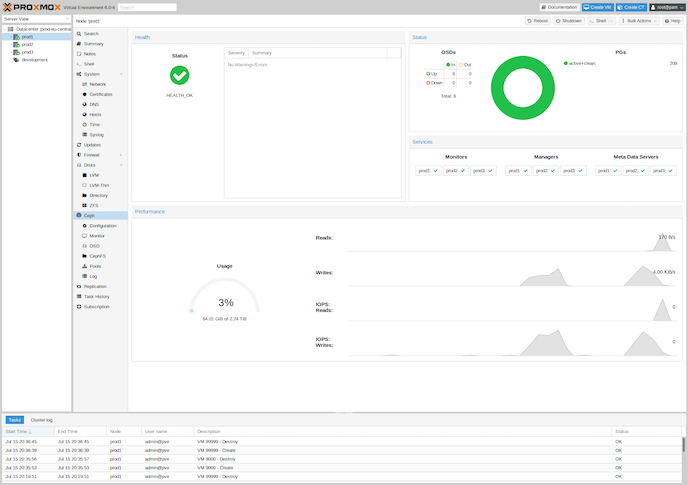 PROXMOX Virtual Environment 6.0-4 Search
Documentation Create VM Create CT root@pam
Server View
Datacenter (prod-eu-central
prod1
prod2
prod3
development
Node 'prod1'
Reboot Shutdown Shell Bulk Actions Help
Search
Summary
Notes
Shell
System
Network
Certificates
DNS
Hosts
Time
Syslog
Updates
Firewall
Disks
LVM
LVM-Thin
Directory
ZFS
Ceph
Configuration
Monitor
OSD
CephFS
Pools
Log
Replication
Task History
Subscription
Health
Status
HEALTH_OK
Severity Summary
No Warnings/Errors
Status
OSDs
In Out
Up 6 0
Down 0 0
Total: 6
PGs
active+clean: 208
Services
Monitors Managers Meta Data Servers
prod1: prod2: prod3: prod1: prod2: prod3: prod1: prod2: prod3:
Performance
Usage
3%
64.01 GiB of 2.24 TiB
Reads: 170 B/s
Writes: 4.00 KiB/s
IOPS: Reads: 0
IOPS: Writes: 0
Tasks Cluster log
Start Time End Time Node User name Description Status
Jul 15 20:36:45 Jul 15 20:36:45 prod1 admin@pve VM 99999 - Destroy OK
Jul 15 20:36:39 Jul 15 20:36:39 prod1 admin@pve VM 99999 - Create OK
Jul 15 20:35:56 Jul 15 20:35:57 prod1 admin@pve VM 9000 - Destroy OK
Jul 15 20:35:53 Jul 15 20:35:53 prod1 admin@pve VM 9000 - Create OK
Jul 15 20:19:51 Jul 15 20:19:51 prod1 admin@pve VM 99999 - Destroy OK